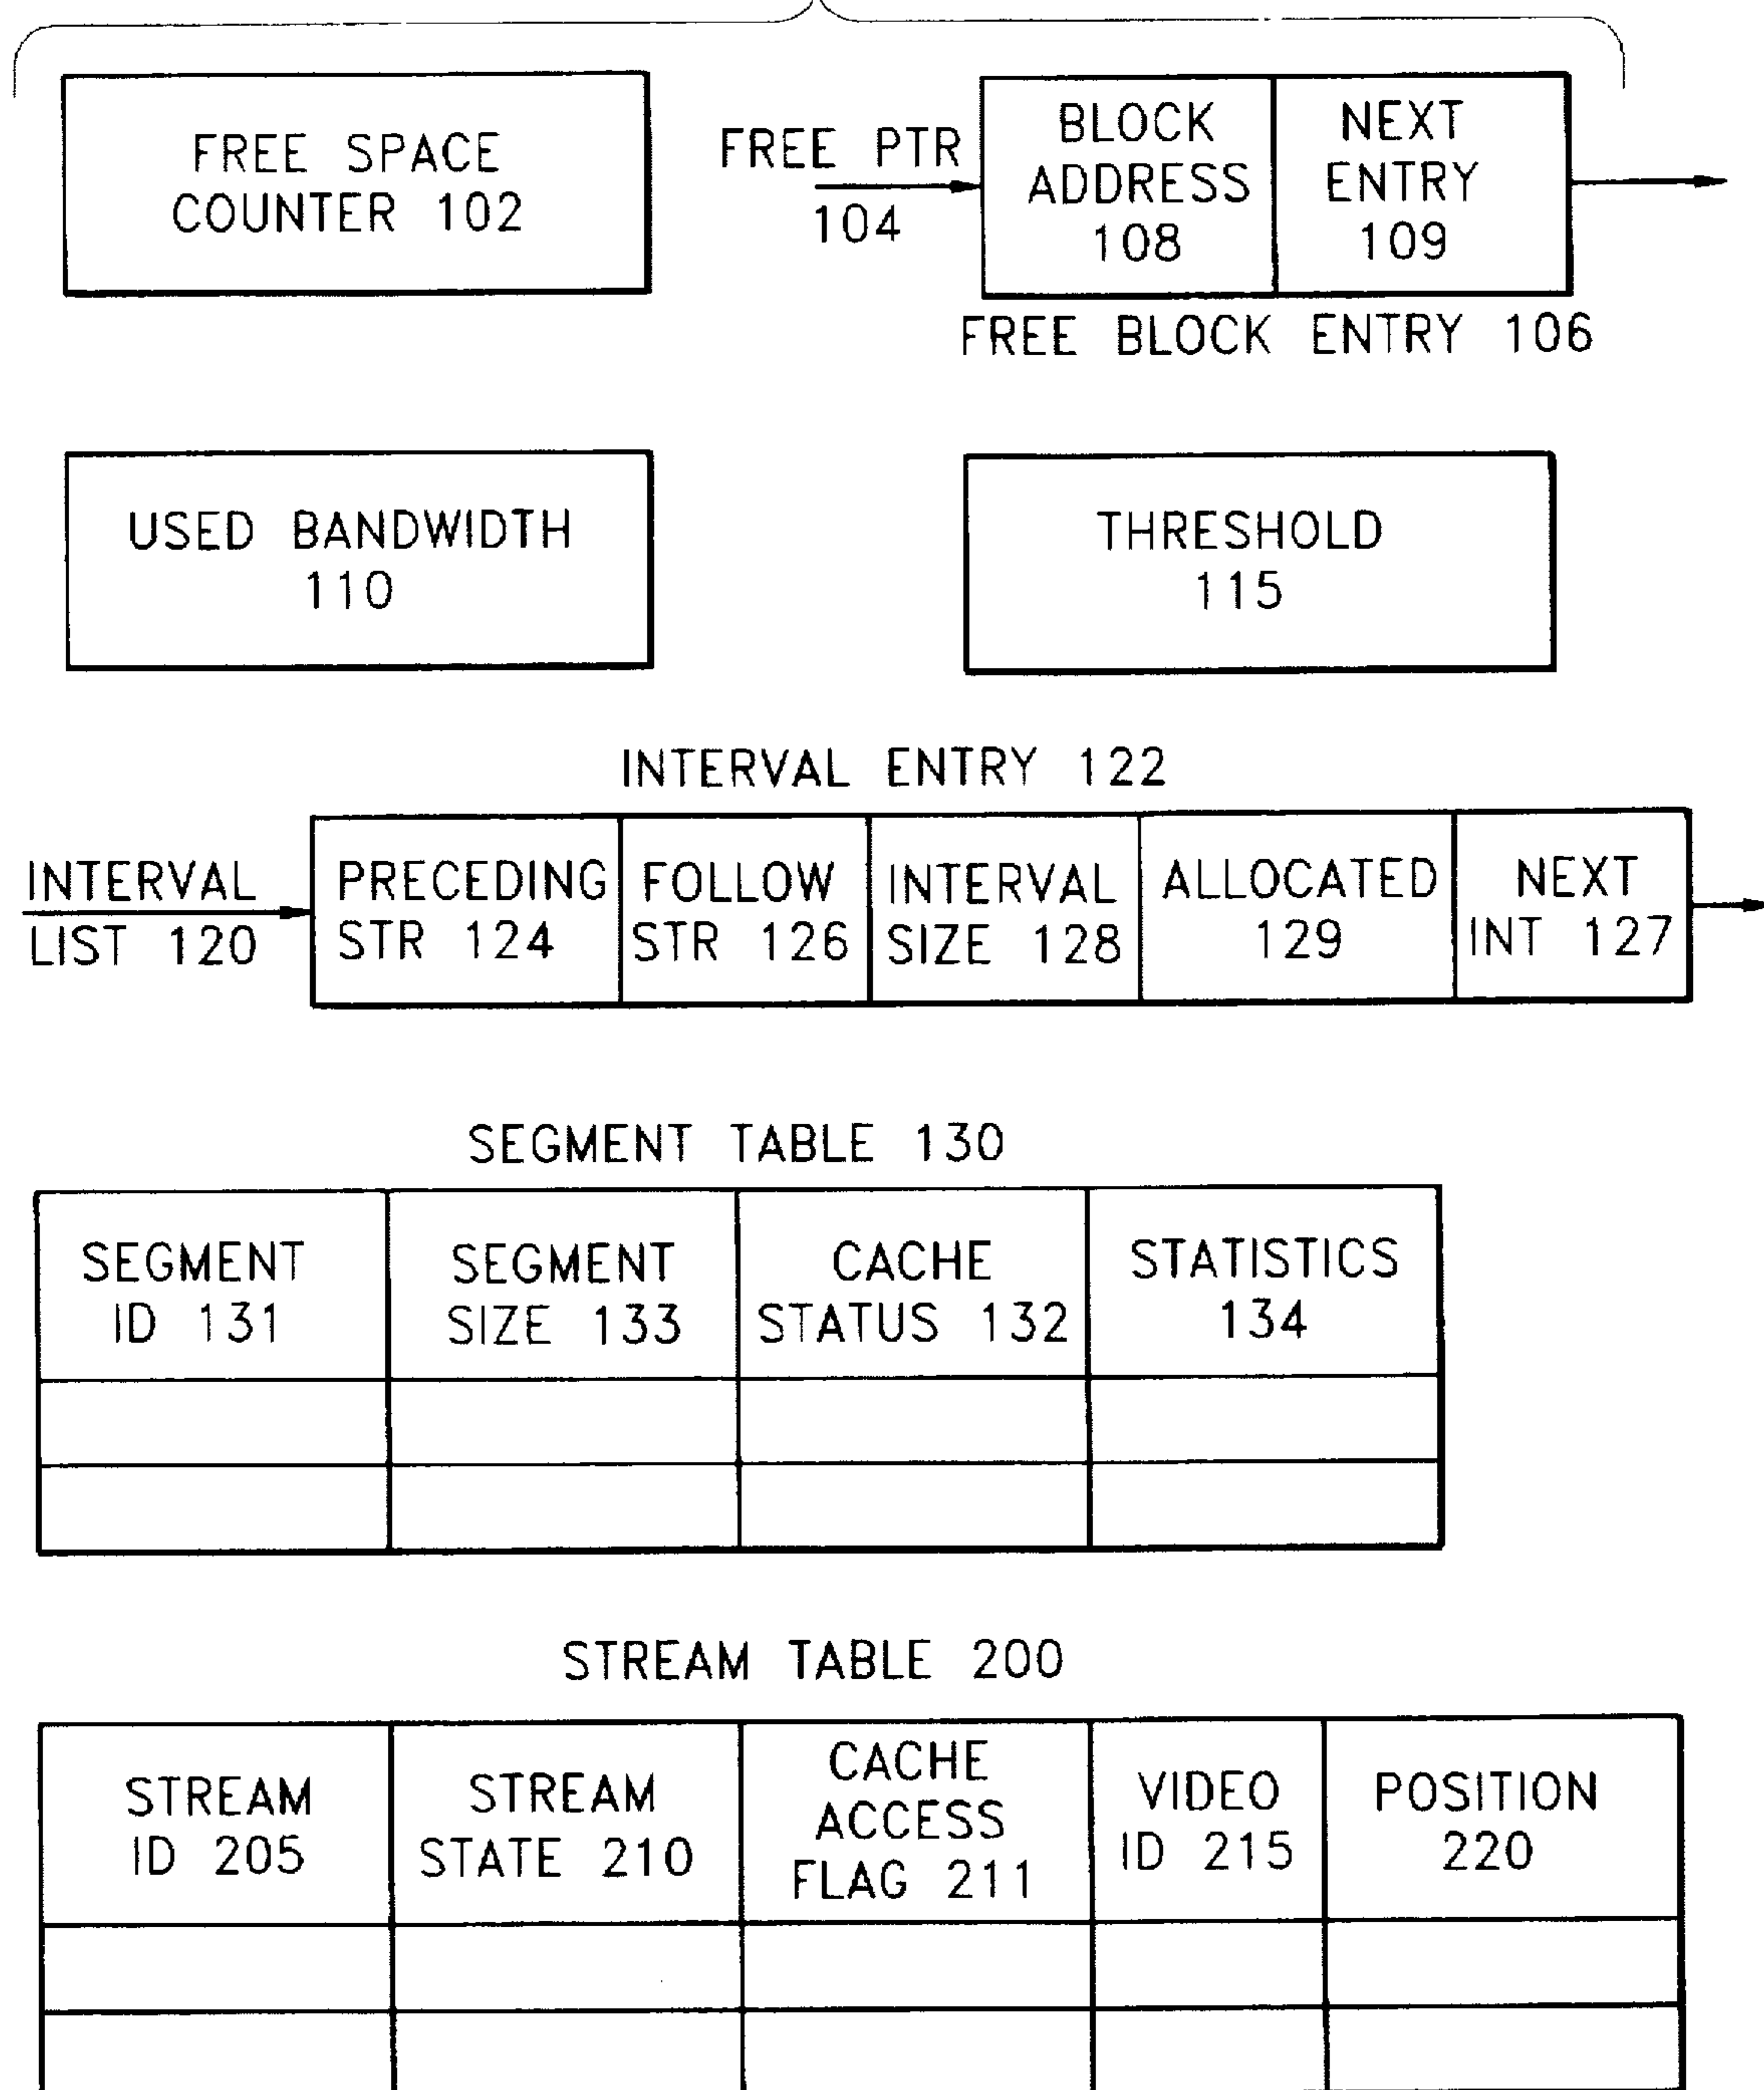 FREE SPACE
COUNTER 102
FREE PTR
104
BLOCK
ADDRESS
108
NEXT
ENTRY
109
FREE BLOCK ENTRY 106
USED BANDWIDTH
110
THRESHOLD
115
INTERVAL ENTRY 122
INTERVAL
LIST 120
PRECEDING
STR 124
FOLLOW
STR 126
INTERVAL
SIZE 128
ALLOCATED
129
NEXT
INT 127
SEGMENT TABLE 130
SEGMENT
ID 131
SEGMENT
SIZE 133
CACHE
STATUS 132
STATISTICS
134
STREAM TABLE 200
STREAM
ID 205
STREAM
STATE 210
CACHE
ACCESS
FLAG 211
VIDEO
ID 215
POSITION
220